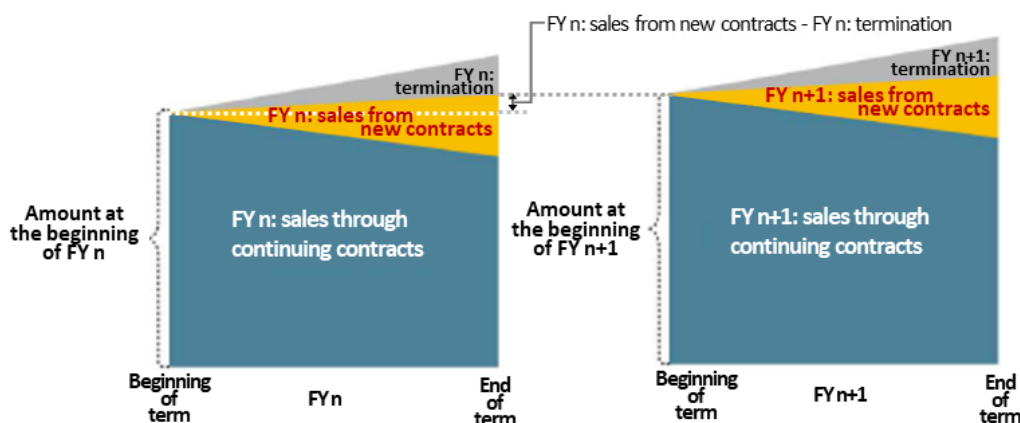 FY n: sales from new contracts - FY n: termination
FY n:
termination
FY n: sales from
new contracts
Amount at
the beginning
of FY n
FY n: sales through
continuing contracts
Beginning
of
term
FY n
End
of
term
FY n+1:
termination
FY n+1: sales from
new contracts
Amount at
the beginning
of FY n+1
FY n+1: sales through
continuing contracts
Beginning
of
term
FY n+1
End
of
term